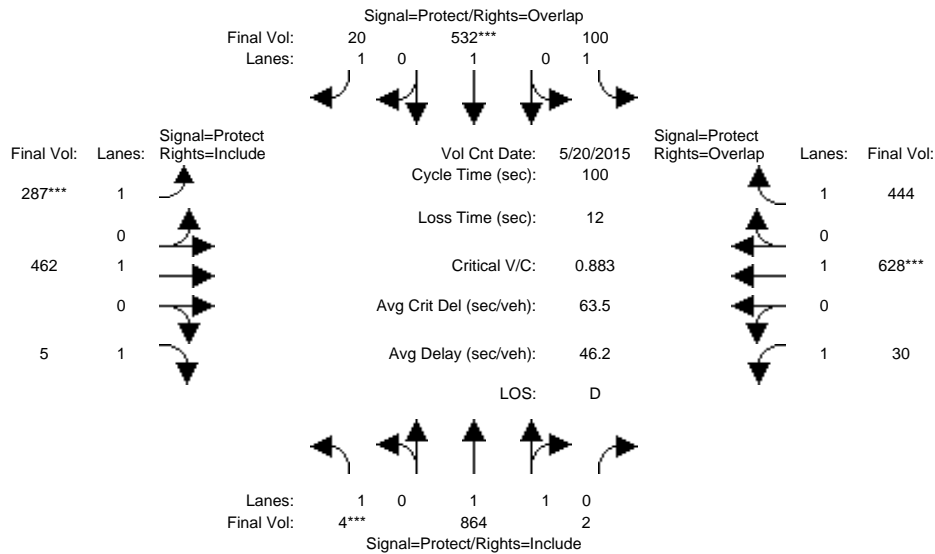 Signal=Protect/Rights=Overlap
Final Vol: 20 532*** 100
Lanes: 1 0 1 0 1
Signal=Protect
Final Vol: Lanes: Rights=Include
Vol Cnt Date: 5/20/2015
Signal=Protect
Rights=Overlap Lanes: Final Vol:
Cycle Time (sec): 100
287*** 1
1 444
Loss Time (sec): 12
0
0
462 1
Critical V/C: 0.883
1 628***
0
Avg Crit Del (sec/veh): 63.5
0
5 1
Avg Delay (sec/veh): 46.2
1 30
LOS: D
Lanes: 1 0 1 1 0
Final Vol: 4*** 864 2
Signal=Protect/Rights=Include